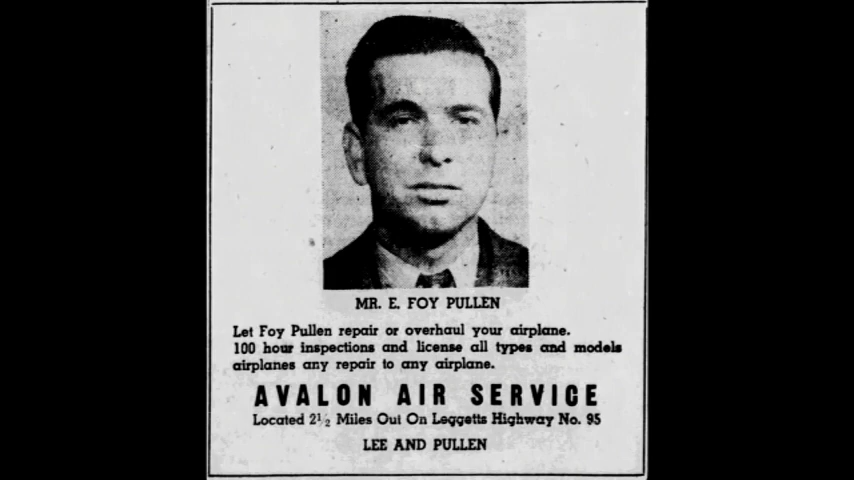 MR. E. FOY PULLEN
Let Foy Pullen repair or overhaul your airplane.
100 hour inspections and license all types and models
airplanes any repair to any airplane.
AVALON AIR SERVICE
Located 2½ Miles Out On Leggetts Highway No. 95
LEE AND PULLEN